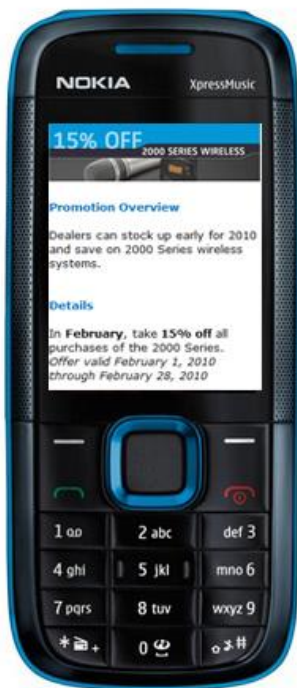 NOKIA XpressMusic
15% OFF
2000 SERIES WIRELESS
Promotion Overview
Dealers can stock up early for 2010
and save on 2000 Series wireless
systems.
Details
In February, take 15% off all
purchases of the 2000 Series.
Offer valid February 1, 2010
through February 28, 2010
1 2 abc def 3
4 ghi 5 jkl mno 6
7 pqrs 8 tuv wxyz 9
* + 0 #